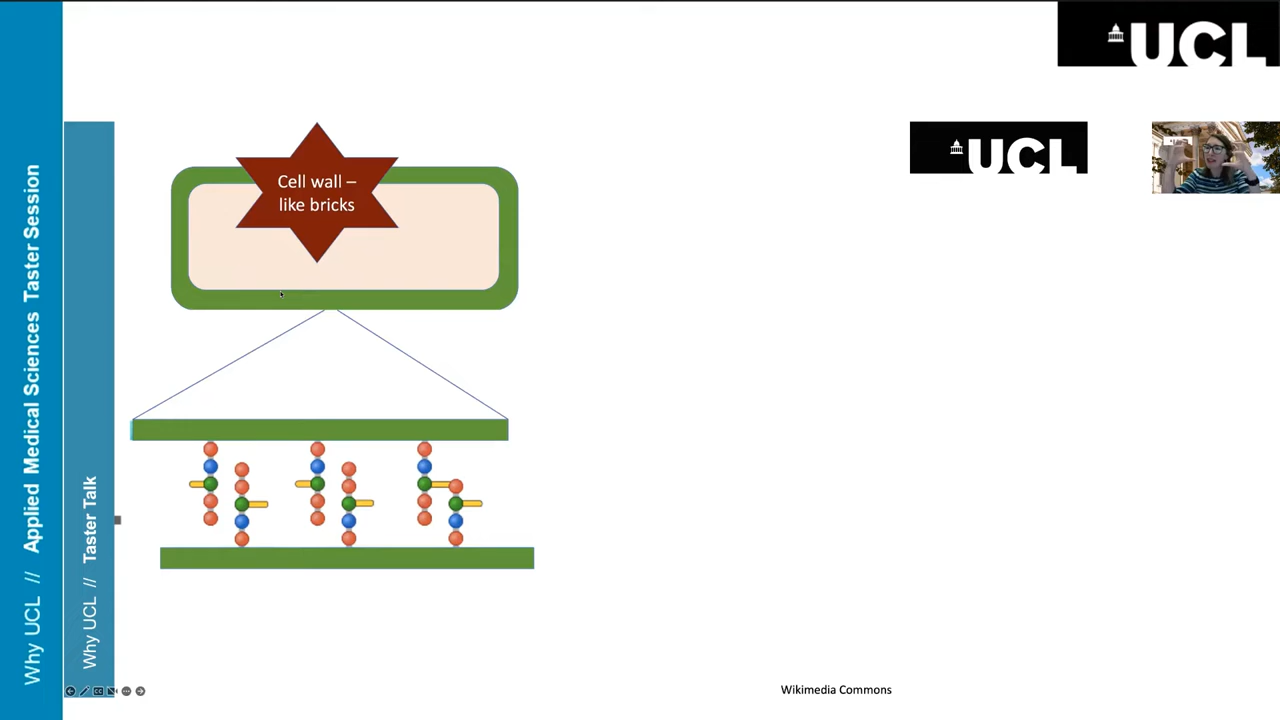 UCL
UCL
Cell wall –
like bricks
Why UCL // Applied Medical Sciences Taster Session
Why UCL // Taster Talk
Wikimedia Commons